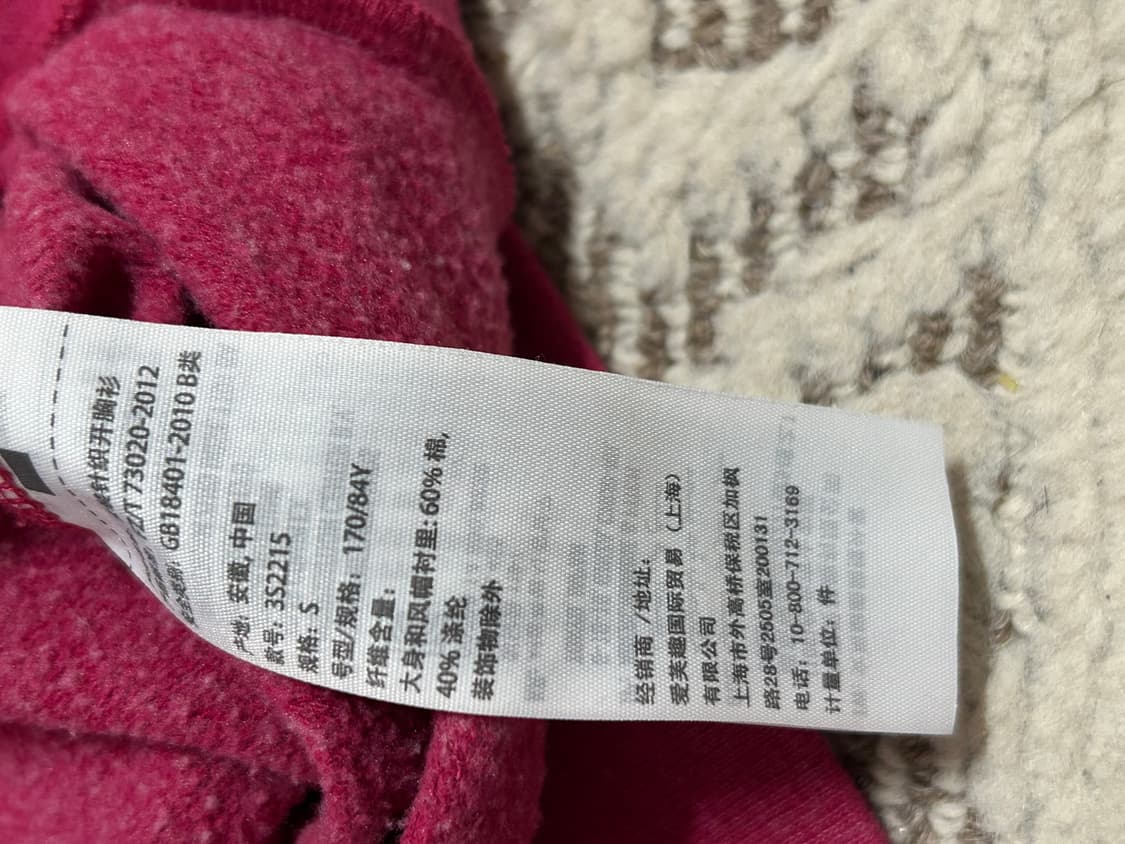 针织开胸衫
/T 73020-2012
GB18401-2010 B类
产地: 安徽, 中国
款号: 3S2215
规格: S
号型/规格: 170/84Y
纤维含量:
大身和风帽衬里:60% 棉,
40% 涤纶
装饰物除外
经销商 /地址:
爱芙趣国际贸易 (上海)
有限公司
上海市外高桥保税区加枫
路28号2505室200131
电话: 10-800-712-3169
计量单位: 件